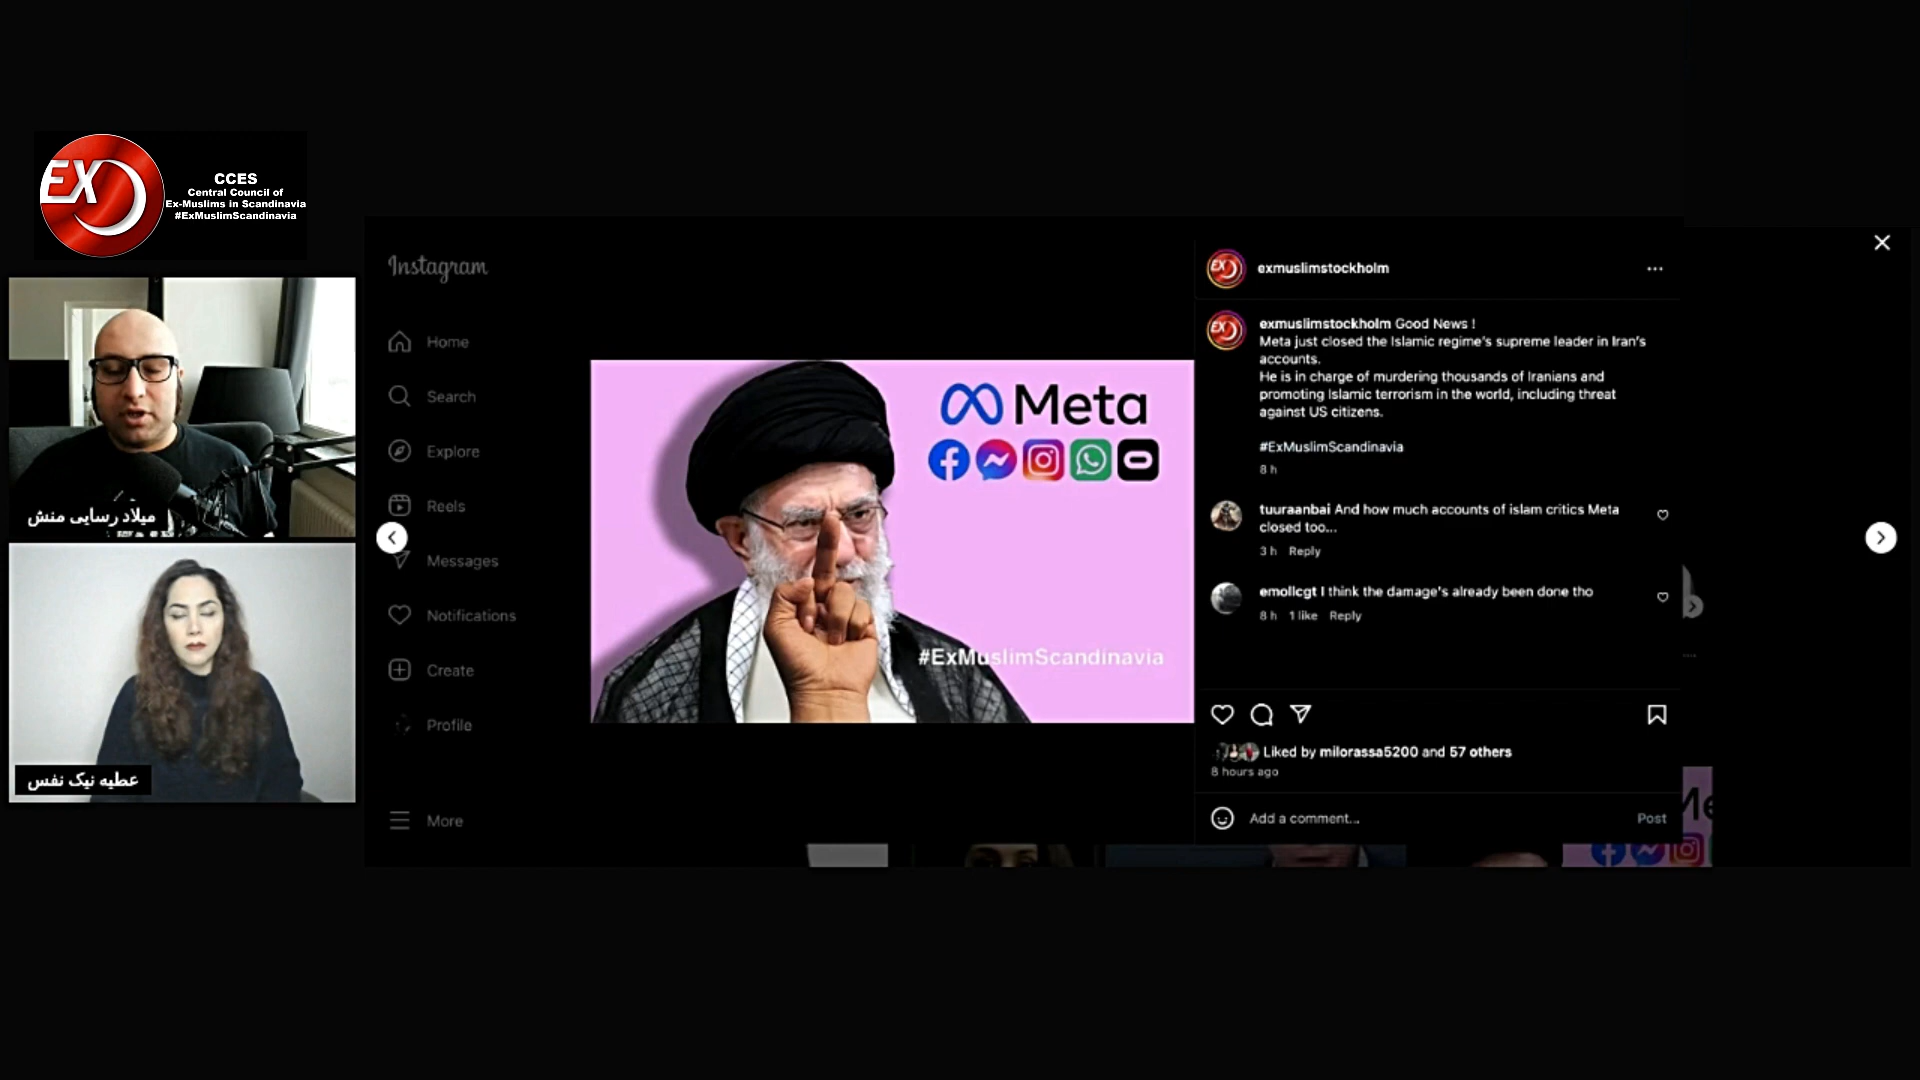 EX
CCES
Central Council of
Ex-Muslims in Scandinavia
#ExMuslimScandinavia
میلاد رسایی منش
عطیه نیک نفس
Instagram
Home
Search
Explore
Reels
Messages
Notifications
Create
Profile
More
Meta
#ExMuslimScandinavia
EX
exmuslimstockholm
EX
exmuslimstockholm Good News !
Meta just closed the Islamic regime's supreme leader in Iran's
accounts.
He is in charge of murdering thousands of Iranians and
promoting Islamic terrorism in the world, including threat
against US citizens.
#ExMuslimScandinavia
8 h
tuuraanbai And how much accounts of islam critics Meta
closed too...
3 h Reply
emollcgt I think the damage's already been done tho
8 h 1 like Reply
Liked by milorassa5200 and 57 others
8 hours ago
Add a comment...
Post
Me